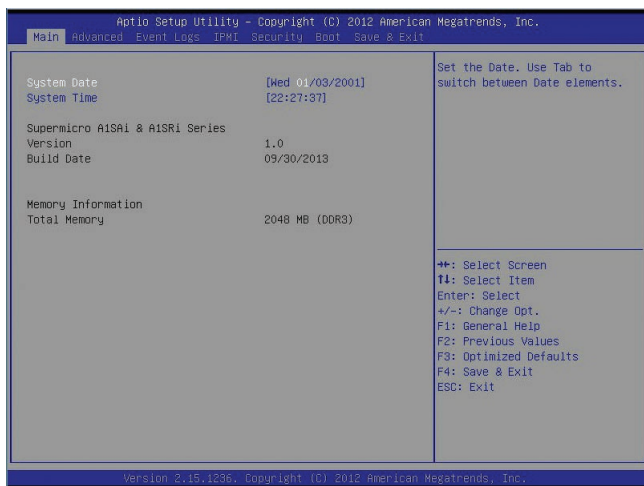 Aptio Setup Utility – Copyright (C) 2012 American Megatrends, Inc.
Main Advanced Event Logs IPMI Security Boot Save & Exit
System Date [Wed 01/03/2001]
System Time [22:27:37]
Supermicro A1SAi & A1SRi Series
Version 1.0
Build Date 09/30/2013
Memory Information
Total Memory 2048 MB (DDR3)
Set the Date. Use Tab to
switch between Date elements.
→←: Select Screen
↑↓: Select Item
Enter: Select
+/-: Change Opt.
F1: General Help
F2: Previous Values
F3: Optimized Defaults
F4: Save & Exit
ESC: Exit
Version 2.15.1236. Copyright (C) 2012 American Megatrends, Inc.